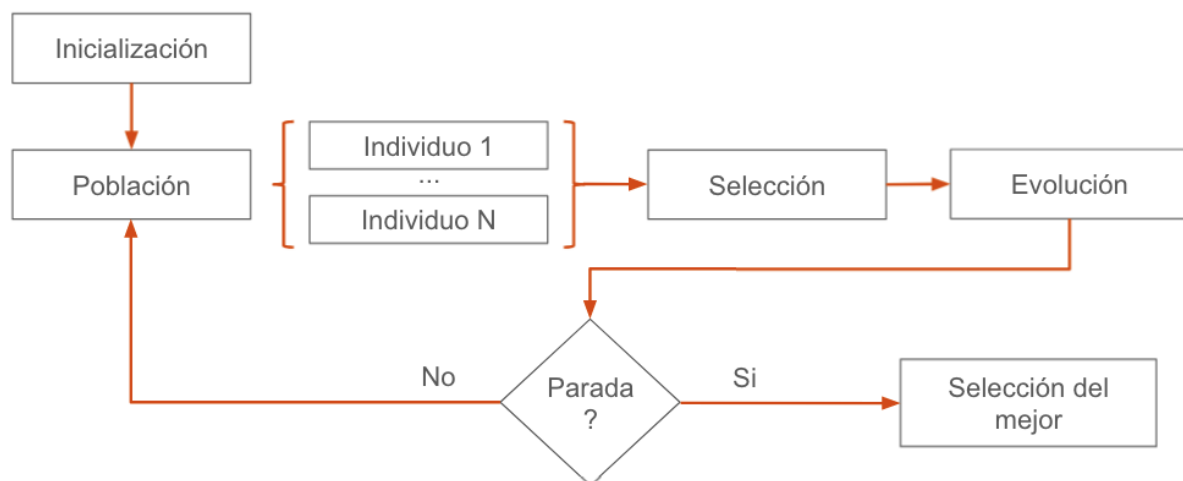 Inicialización
Población
Individuo 1
...
Individuo N
Selección
Evolución
No
Parada
?
Si
Selección del
mejor